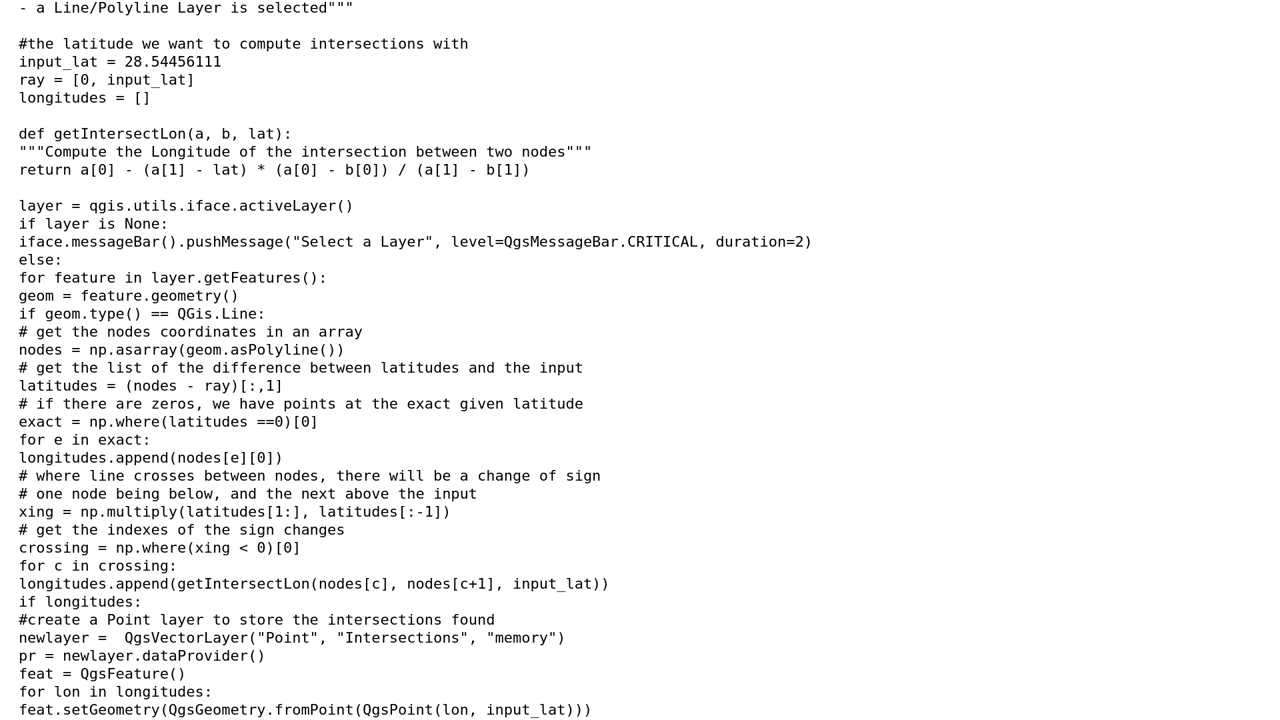 - a Line/Polyline Layer is selected"""

#the latitude we want to compute intersections with
input_lat = 28.54456111
ray = [0, input_lat]
longitudes = []

def getIntersectLon(a, b, lat):
"""Compute the Longitude of the intersection between two nodes"""
return a[0] - (a[1] - lat) * (a[0] - b[0]) / (a[1] - b[1])

layer = qgis.utils.iface.activeLayer()
if layer is None:
iface.messageBar().pushMessage("Select a Layer", level=QgsMessageBar.CRITICAL, duration=2)
else:
for feature in layer.getFeatures():
geom = feature.geometry()
if geom.type() == QGis.Line:
# get the nodes coordinates in an array
nodes = np.asarray(geom.asPolyline())
# get the list of the difference between latitudes and the input
latitudes = (nodes - ray)[:,1]
# if there are zeros, we have points at the exact given latitude
exact = np.where(latitudes ==0)[0]
for e in exact:
longitudes.append(nodes[e][0])
# where line crosses between nodes, there will be a change of sign
# one node being below, and the next above the input
xing = np.multiply(latitudes[1:], latitudes[:-1])
# get the indexes of the sign changes
crossing = np.where(xing < 0)[0]
for c in crossing:
longitudes.append(getIntersectLon(nodes[c], nodes[c+1], input_lat))
if longitudes:
#create a Point layer to store the intersections found
newlayer =  QgsVectorLayer("Point", "Intersections", "memory")
pr = newlayer.dataProvider()
feat = QgsFeature()
for lon in longitudes:
feat.setGeometry(QgsGeometry.fromPoint(QgsPoint(lon, input_lat)))